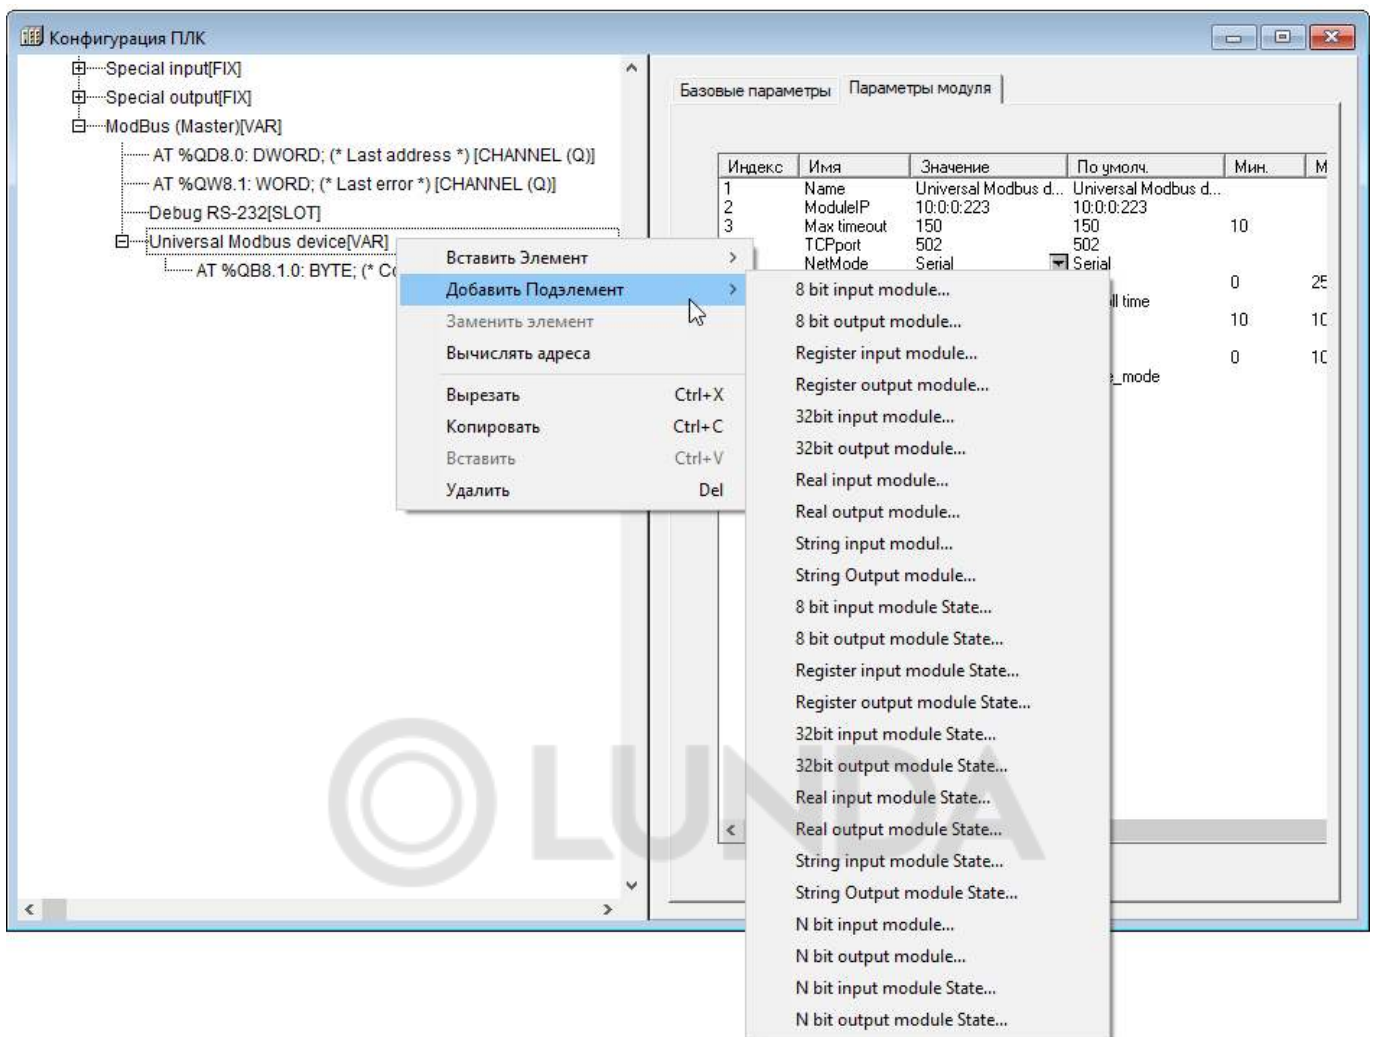 Конфигурация ПЛК
Special input[FIX]
Special output[FIX]
ModBus (Master)[VAR]
AT %QD8.0: DWORD; (* Last address *) [CHANNEL (Q)]
AT %QW8.1: WORD; (* Last error *) [CHANNEL (Q)]
Debug RS-232[SLOT]
Universal Modbus device[VAR]
AT %QB8.1.0: BYTE; (*
Базовые параметры Параметры модуля
Индекс Имя Значение По умолч. Мин.
1 Name Universal Modbus d... Universal Modbus d...
2 ModuleIP 10:0:0:223 10:0:0:223
3 Max timeout 150 150 10
TCPport 502 502
NetMode Serial Serial
0
time
10
0
_mode
Вставить Элемент >
Добавить Подэлемент >
Заменить элемент
Вычислять адреса
Вырезать Ctrl+X
Копировать Ctrl+C
Вставить Ctrl+V
Удалить Del
8 bit input module...
8 bit output module...
Register input module...
Register output module...
32bit input module...
32bit output module...
Real input module...
Real output module...
String input modul...
String Output module...
8 bit input module State...
8 bit output module State...
Register input module State...
Register output module State...
32bit input module State...
32bit output module State...
Real input module State...
Real output module State...
String input module State...
String Output module State...
N bit input module...
N bit output module...
N bit input module State...
N bit output module State...
LUNDA